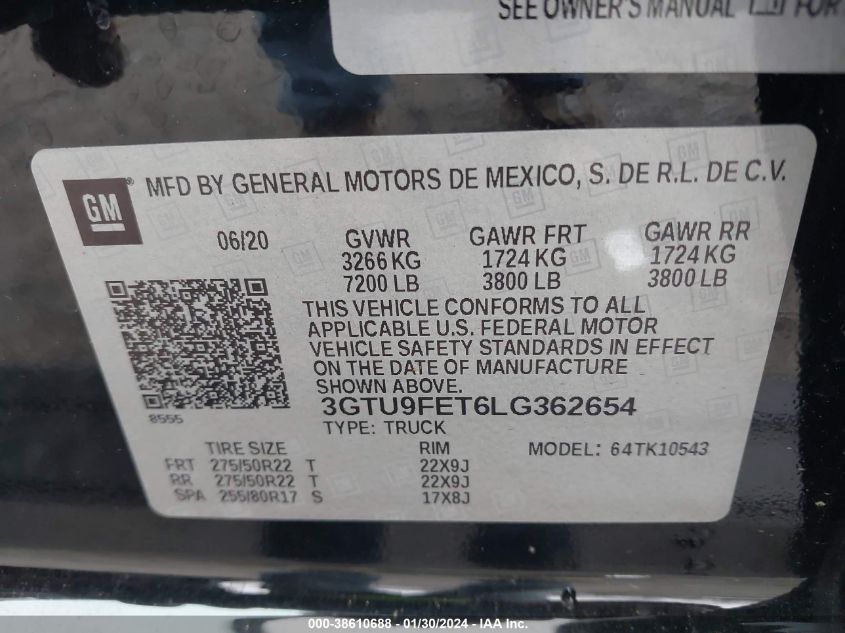 SEE OWNER'S MANUAL FOR
GM
MFD BY GENERAL MOTORS DE MEXICO, S. DE R.L. DE C.V.
06/20 GVWR GAWR FRT GAWR RR
3266 KG 1724 KG 1724 KG
7200 LB 3800 LB 3800 LB
THIS VEHICLE CONFORMS TO ALL
APPLICABLE U.S. FEDERAL MOTOR
VEHICLE SAFETY STANDARDS IN EFFECT
ON THE DATE OF MANUFACTURE
SHOWN ABOVE.
3GTU9FET6LG362654
8555
TYPE: TRUCK
TIRE SIZE RIM MODEL: 64TK10543
FRT 275/50R22 T 22X9J
RR 275/50R22 T 22X9J
SPA 255/80R17 S 17X8J
000-38610688 - 01/30/2024 - IAA Inc.